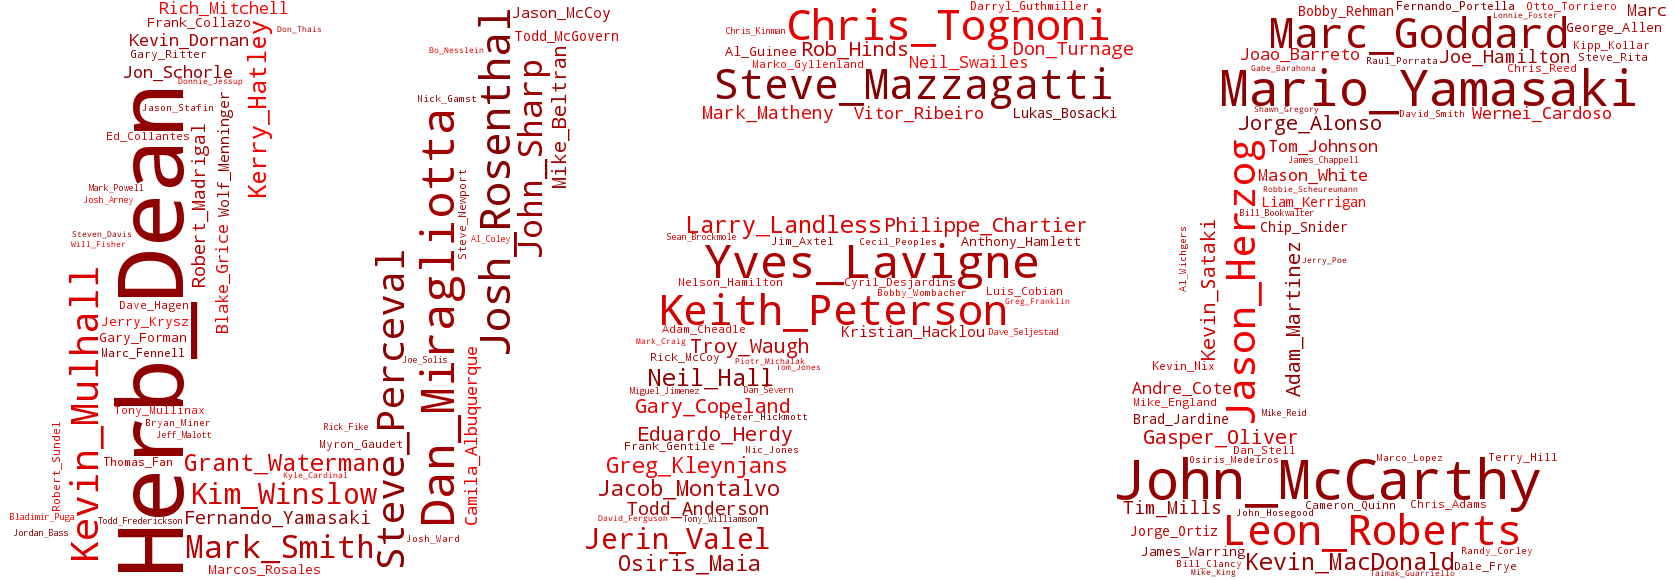 Rich_Mitchell
Frank_Collazo
Don_Thais
Kevin_Dornan
Gary_Ritter
Jon_Schorle
Donnie_Jessup
Kerry_Hatley
Jason_Stafin
Ed_Collantes
Wolf_Menninger
Robert_Madrigal
Mark_Powell
Josh_Arney
Steven_Davis
Will_Fisher
Blake_Grice
Herb_Dean
Kevin_Mulhall
Dave_Hagen
Jerry_Krysz
Gary_Forman
Marc_Fennell
Tony_Mullinax
Bryan_Miner
Jeff_Malott
Robert_Sundel
Thomas_Fan
Grant_Waterman
Kyle_Cardinal
Kim_Winslow
Bladimir_Puga
Jordan_Bass
Todd_Frederickson
Fernando_Yamasaki
Mark_Smith
Marcos_Rosales
Rick_Fike
Myron_Gaudet
Steve_Perceval
Joe_Solis
Josh_Ward
Dan_Miragliotta
Camilla_Albuquerque
Nick_Gamst
Bo_Nesslein
Steve_Newport
Al_Coley
Josh_Rosenthal
John_Sharp
Mike_Beltran
Jason_McCoy
Todd_McGovern
Darryl_Guthmiller
Chris_Tognoni
Chris_Kinman
Al_Guinee
Rob_Hinds
Don_Turnage
Marko_Gyllenland
Neil_Swailes
Steve_Mazzagatti
Mark_Matheny
Vitor_Ribeiro
Lukas_Bosacki
Larry_Landless
Philippe_Chartier
Sean_Brockmole
Jim_Axtel
Cecil_Peoples
Anthony_Hamlett
Yves_Lavigne
Nelson_Hamilton
Cyril_Desjardins
Bobby_Wombacher
Luis_Cobian
Greg_Franklin
Keith_Peterson
Adam_Cheadle
Kristian_Hacklou
Dave_Seljestad
Mark_Craig
Troy_Waugh
Rick_McCoy
Piotr_Michalak
Tom_Jones
Neil_Hall
Miguel_Jimenez
Dan_Severn
Gary_Copeland
Peter_Hickmott
Eduardo_Herdy
Frank_Gentile
Nic_Jones
Greg_Kleynjans
Jacob_Montalvo
Todd_Anderson
David_Ferguson
Tony_Williamson
Jerin_Valel
Osiris_Maia
Bobby_Rehman
Fernando_Portella
Otto_Torriero
Marc
Lonnie_Foster
Marc_Goddard
George_Allen
Kipp_Kollar
Joao_Barreto
Raul_Porrata
Joe_Hamilton
Steve_Rita
Gabe_Barahona
Chris_Reed
Mario_Yamasaki
Shawn_Gregory
David_Smith
Wernei_Cardoso
Jorge_Alonso
Tom_Johnson
James_Chappell
Mason_White
Robbie_Scheureumann
Liam_Kerrigan
Bill_Bookwalter
Chip_Snider
Jason_Herzog
Al_Wichgers
Kevin_Sataki
Adam_Martinez
Jerry_Poe
Kevin_Nix
Andre_Cote
Mike_England
Mike_Reid
Brad_Jardine
Gasper_Oliver
Dan_Stell
Osiris_Medeiros
Marco_Lopez
Terry_Hill
John_McCarthy
Tim_Mills
John_Hosegood
Cameron_Quinn
Chris_Adams
Jorge_Ortiz
Leon_Roberts
James_Warring
Randy_Corley
Bill_Clancy
Kevin_MacDonald
Dale_Frye
Mike_King
Taimak_Guarriello